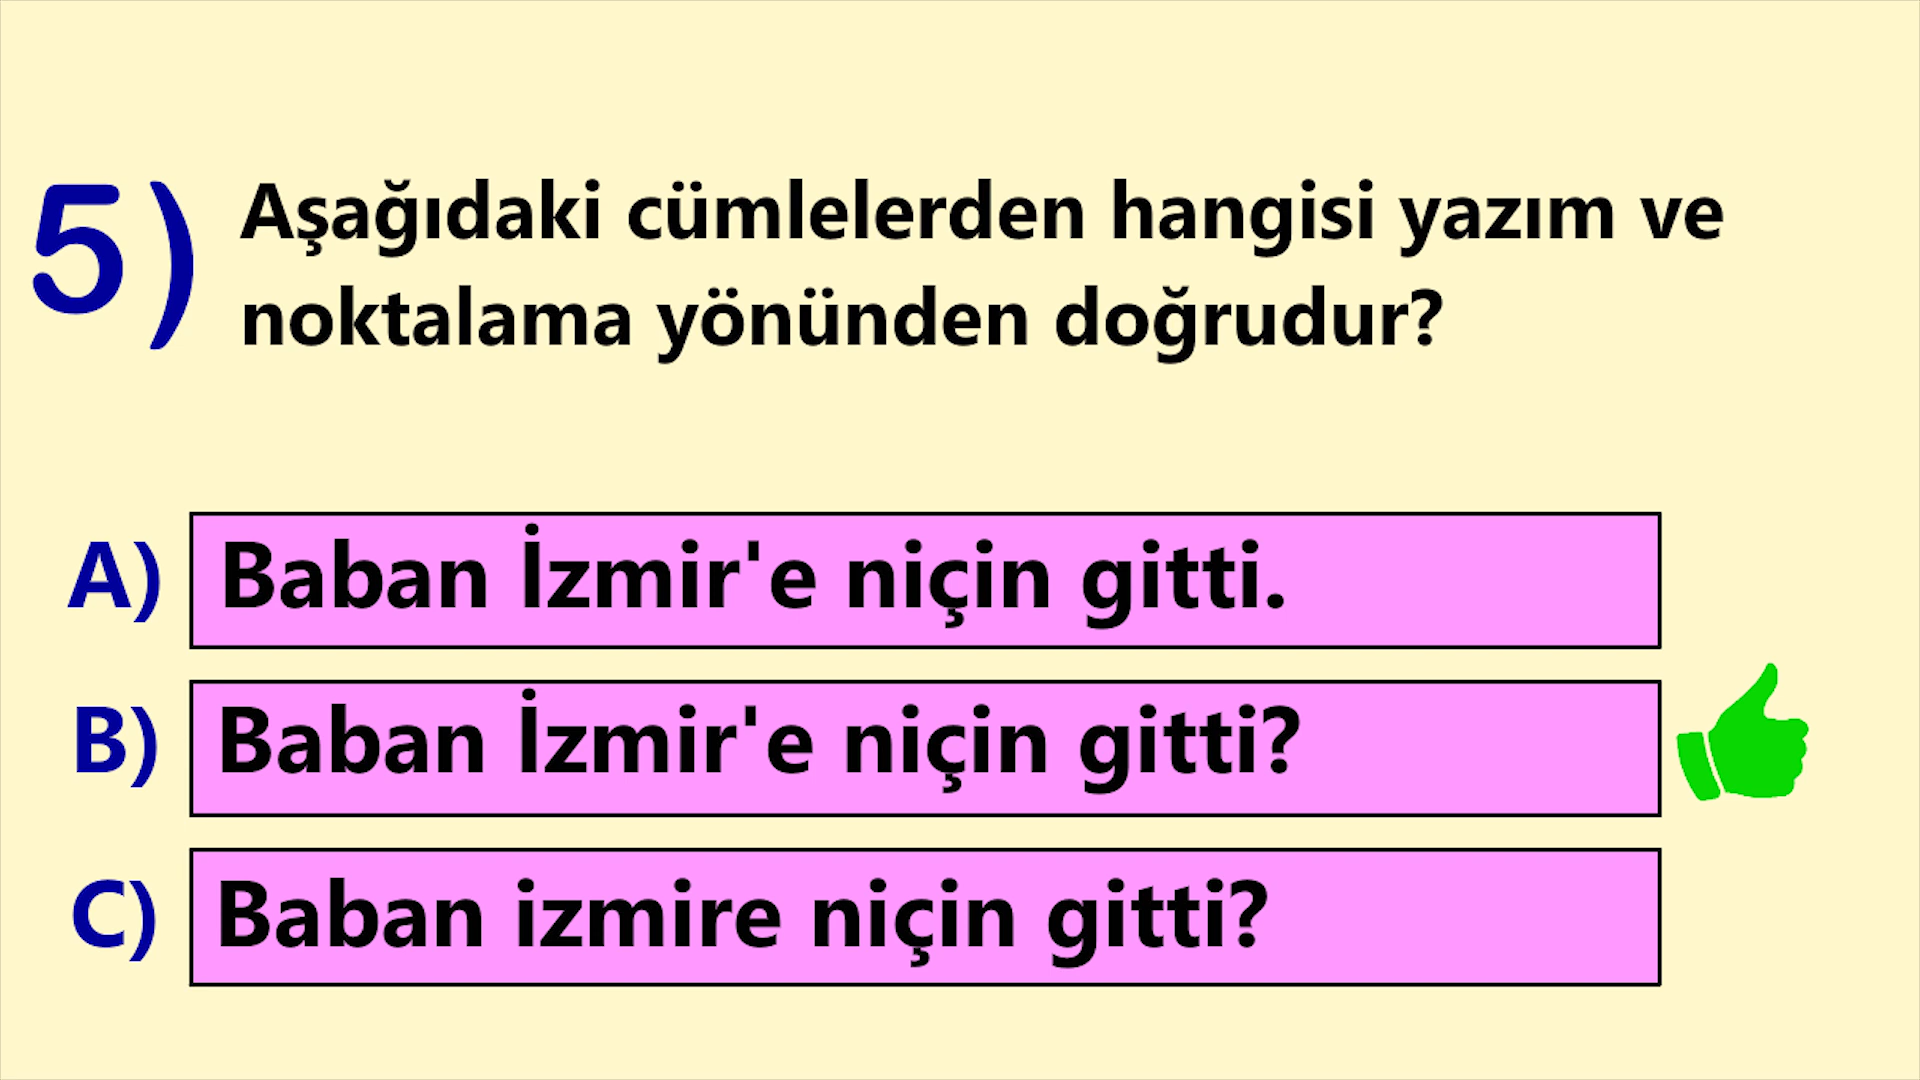 5) Aşağıdaki cümlelerden hangisi yazım ve
noktalama yönünden doğrudur?
A) Baban İzmir'e niçin gitti.
B) Baban İzmir'e niçin gitti?
C) Baban izmire niçin gitti?